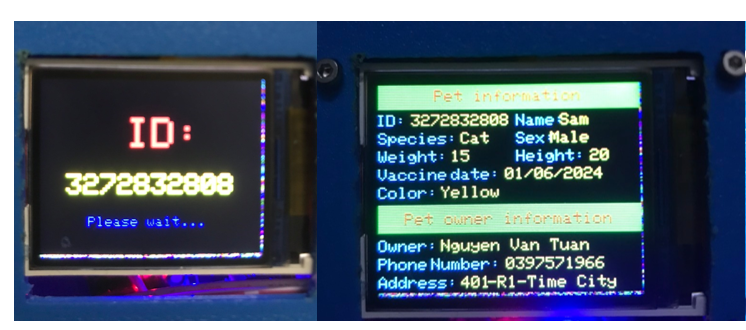 ID:
3272832808
Please wait...
Pet information
ID: 3272832808 Name: Sam
Species: Cat Sex: Male
Weight: 15 Height: 20
Vaccine date: 01/06/2024
Color: Yellow
Pet owner information
Owner: Nguyen Van Tuan
Phone Number: 0397571966
Address: 401-R1-Time City